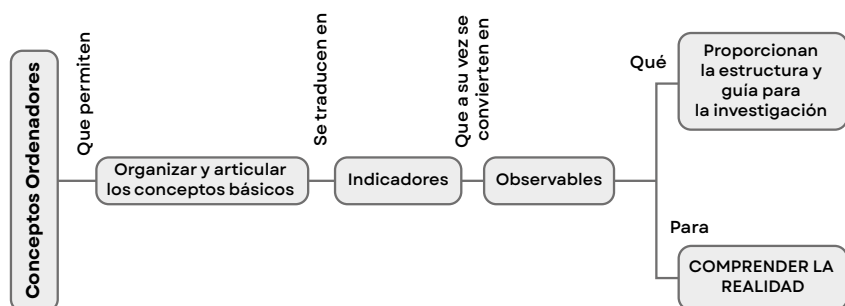 Conceptos Ordenadores
Que permiten
Organizar y articular
los conceptos básicos
Se traducen en
Indicadores
Que a su vez se
convierten en
Observables
Qué
Proporcionan
la estructura y
guía para
la investigación
Para
COMPRENDER LA
REALIDAD